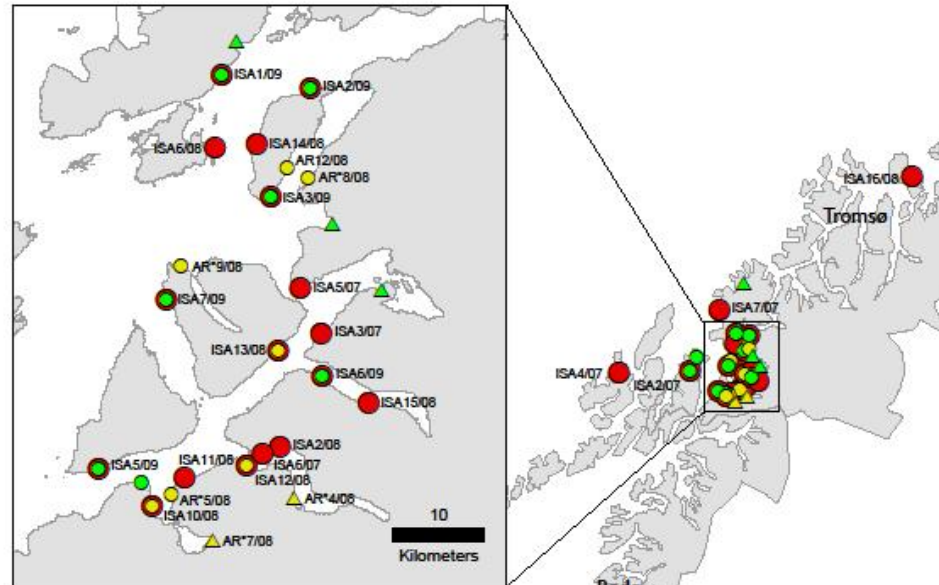 ISA1/09
ISA2/09
ISA6/08
ISA14/08
AR12/08
AR*8/08
ISA3/09
AR*9/08
ISA5/07
ISA7/09
ISA3/07
ISA13/08
ISA6/09
ISA15/08
ISA2/08
ISA11/08
ISA6/07
ISA5/09
ISA12/08
AR*5/08
AR*4/08
ISA10/08
AR*7/08
10
Kilometers
ISA16/08
Tromsø
ISA7/07
ISA4/07
ISA2/07